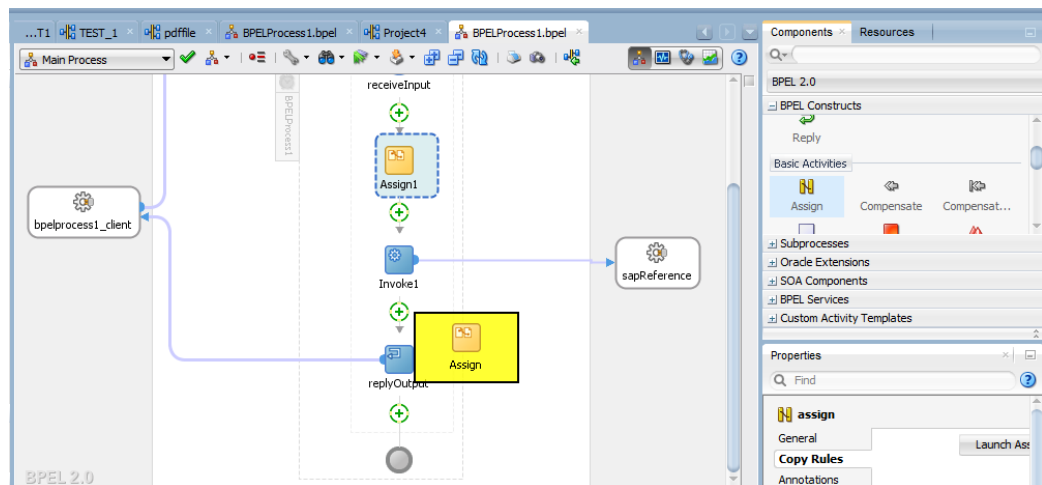 ...T1 TEST_1 pdffile BPELProcess1.bpel Project4 BPELProcess1.bpel
Components Resources
Main Process
BPEL 2.0
BPEL Constructs
Reply
Basic Activities
Assign Compensate Compensat...
Subprocesses
Oracle Extensions
SOA Components
BPEL Services
Custom Activity Templates
Properties
Find
assign
General
Launch Ass
Copy Rules
Annotations
receiveInput
BPELProcess1
Assign1
bpelprocess1_client
Invoke1
sapReference
Assign
replyOutput
BPEL 2.0